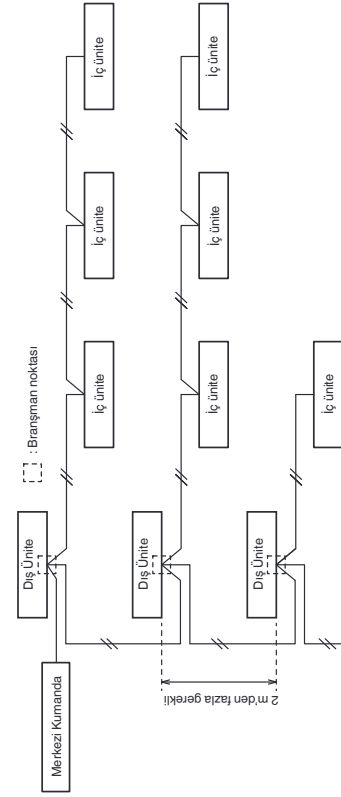 : Branşman noktası
Merkezi Kumanda
Dış Ünite
İç ünite
İç ünite
İç ünite
Dış Ünite
İç ünite
İç ünite
İç ünite
Dış Ünite
İç ünite
2 m'den fazla gerekli